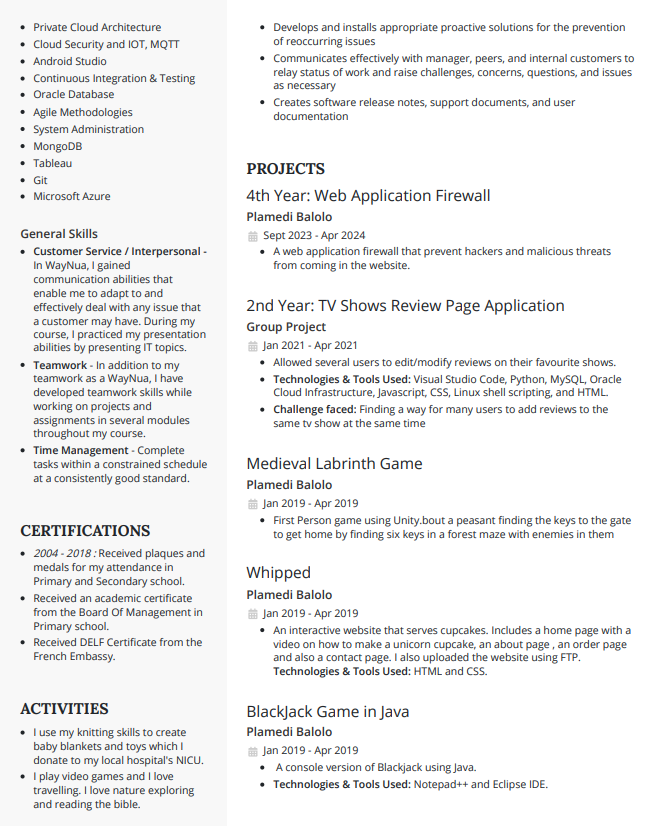 Private Cloud Architecture
Cloud Security and IOT, MQTT
Android Studio
Continuous Integration & Testing
Oracle Database
Agile Methodologies
System Administration
MongoDB
Tableau
Git
Microsoft Azure
General Skills
Customer Service / Interpersonal -
In WayNua, I gained
communication abilities that
enable me to adapt to and
effectively deal with any issue that
a customer may have. During my
course, I practiced my presentation
abilities by presenting IT topics.
Teamwork - In addition to my
teamwork as a WayNua, I have
developed teamwork skills while
working on projects and
assignments in several modules
throughout my course.
Time Management - Complete
tasks within a constrained schedule
at a consistently good standard.
CERTIFICATIONS
2004 - 2018 : Received plaques and
medals for my attendance in
Primary and Secondary school.
Received an academic certificate
from the Board Of Management in
Primary school.
Received DELF Certificate from the
French Embassy.
ACTIVITIES
I use my knitting skills to create
baby blankets and toys which I
donate to my local hospital's NICU.
I play video games and I love
travelling. I love nature exploring
and reading the bible.
Develops and installs appropriate proactive solutions for the prevention
of reoccurring issues
Communicates effectively with manager, peers, and internal customers to
relay status of work and raise challenges, concerns, questions, and issues
as necessary
Creates software release notes, support documents, and user
documentation
PROJECTS
4th Year: Web Application Firewall
Plamedi Balolo
Sept 2023 - Apr 2024
A web application firewall that prevent hackers and malicious threats
from coming in the website.
2nd Year: TV Shows Review Page Application
Group Project
Jan 2021 - Apr 2021
Allowed several users to edit/modify reviews on their favourite shows.
Technologies & Tools Used: Visual Studio Code, Python, MySQL, Oracle
Cloud Infrastructure, Javascript, CSS, Linux shell scripting, and HTML.
Challenge faced: Finding a way for many users to add reviews to the
same tv show at the same time
Medieval Labrinth Game
Plamedi Balolo
Jan 2019 - Apr 2019
First Person game using Unity.bout a peasant finding the keys to the gate
to get home by finding six keys in a forest maze with enemies in them
Whipped
Plamedi Balolo
Jan 2019 - Apr 2019
An interactive website that serves cupcakes. Includes a home page with a
video on how to make a unicorn cupcake, an about page , an order page
and also a contact page. I also uploaded the website using FTP.
Technologies & Tools Used: HTML and CSS.
BlackJack Game in Java
Plamedi Balolo
Jan 2019 - Apr 2019
A console version of Blackjack using Java.
Technologies & Tools Used: Notepad++ and Eclipse IDE.